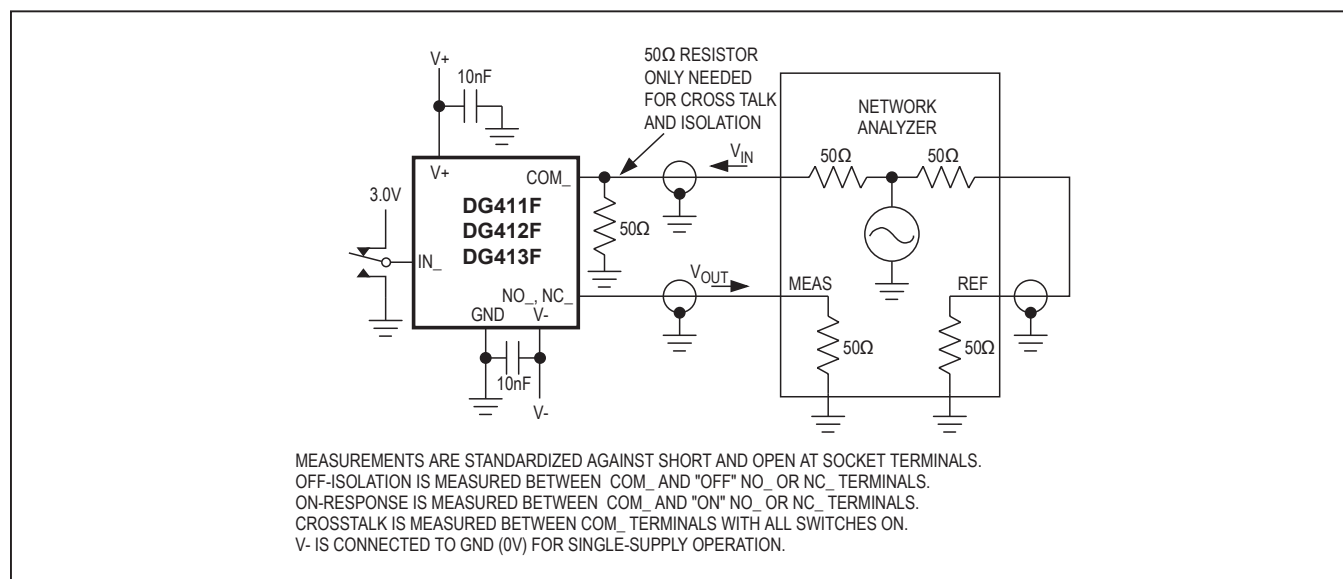 V+
10nF
50Ω RESISTOR
ONLY NEEDED
FOR CROSS TALK
AND ISOLATION
NETWORK
ANALYZER
V+
COM_
VIN
50Ω
50Ω
3.0V
DG411F
DG412F
DG413F
50Ω
IN_
VOUT
MEAS
REF
NO_, NC_
GND
V-
50Ω
50Ω
10nF
V-
MEASUREMENTS ARE STANDARDIZED AGAINST SHORT AND OPEN AT SOCKET TERMINALS.
OFF-ISOLATION IS MEASURED BETWEEN COM_ AND "OFF" NO_ OR NC_ TERMINALS.
ON-RESPONSE IS MEASURED BETWEEN COM_ AND "ON" NO_ OR NC_ TERMINALS.
CROSSTALK IS MEASURED BETWEEN COM_ TERMINALS WITH ALL SWITCHES ON.
V- IS CONNECTED TO GND (0V) FOR SINGLE-SUPPLY OPERATION.